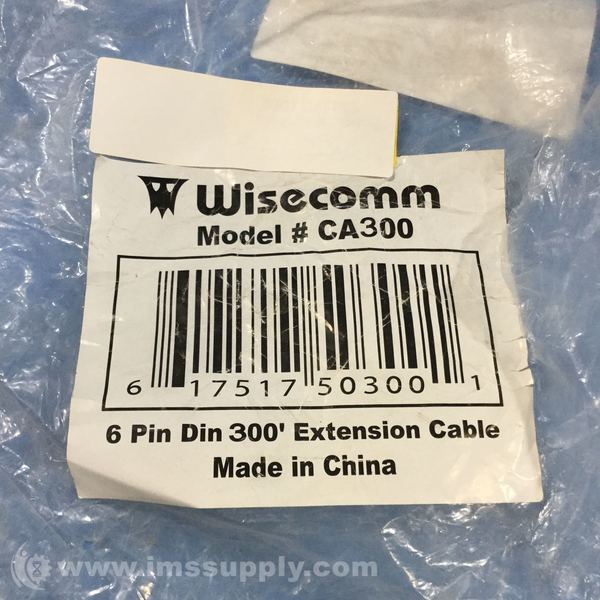 Wisecomm
Model # CA300
6 17517 50300 1
6 Pin Din 300' Extension Cable
Made in China
www.imssupply.com